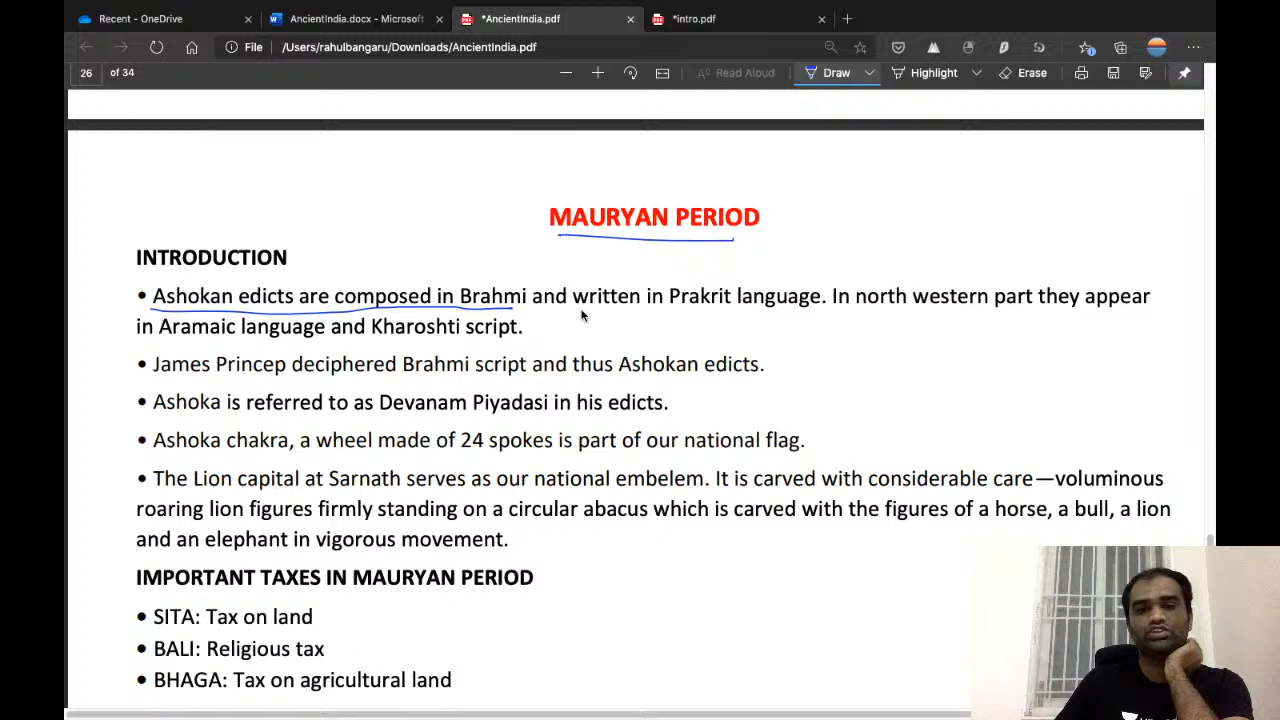 Recent - OneDrive
AncientIndia.docx - Microsoft
*AncientIndia.pdf
*intro.pdf
File
/Users/rahulbangaru/Downloads/AncientIndia.pdf
26 of 34
Read Aloud
Draw
Highlight
Erase
MAURYAN PERIOD
INTRODUCTION
• Ashokan edicts are composed in Brahmi and written in Prakrit language. In north western part they appear
in Aramaic language and Kharoshti script.
• James Princep deciphered Brahmi script and thus Ashokan edicts.
• Ashoka is referred to as Devanam Piyadasi in his edicts.
• Ashoka chakra, a wheel made of 24 spokes is part of our national flag.
• The Lion capital at Sarnath serves as our national embelem. It is carved with considerable care—voluminous
roaring lion figures firmly standing on a circular abacus which is carved with the figures of a horse, a bull, a lion
and an elephant in vigorous movement.
IMPORTANT TAXES IN MAURYAN PERIOD
• SITA: Tax on land
• BALI: Religious tax
• BHAGA: Tax on agricultural land